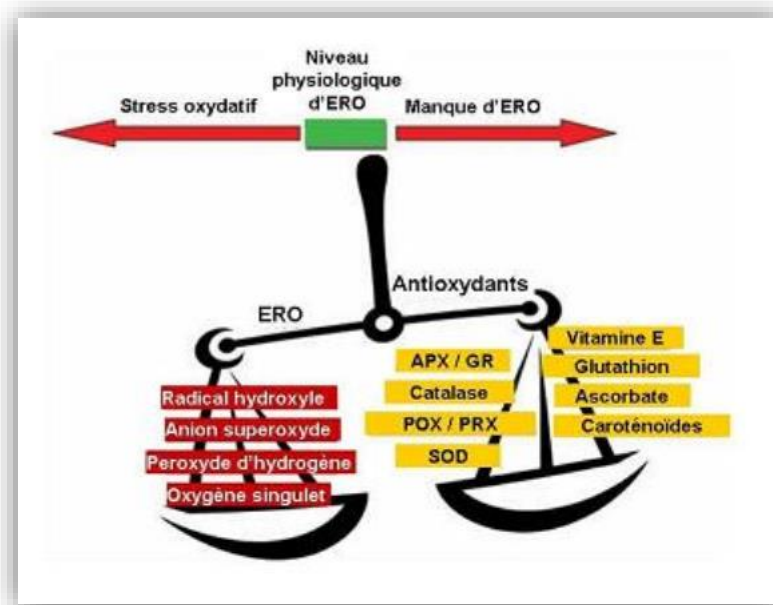 Niveau
physiologique
d'ERO
Stress oxydatif
Manque d'ERO
Antioxydants
ERO
Radical hydroxyle
Anion superoxyde
Peroxyde d'hydrogène
Oxygène singulet
APX / GR
Catalase
POX / PRX
SOD
Vitamine E
Glutathion
Ascorbate
Caroténoïdes